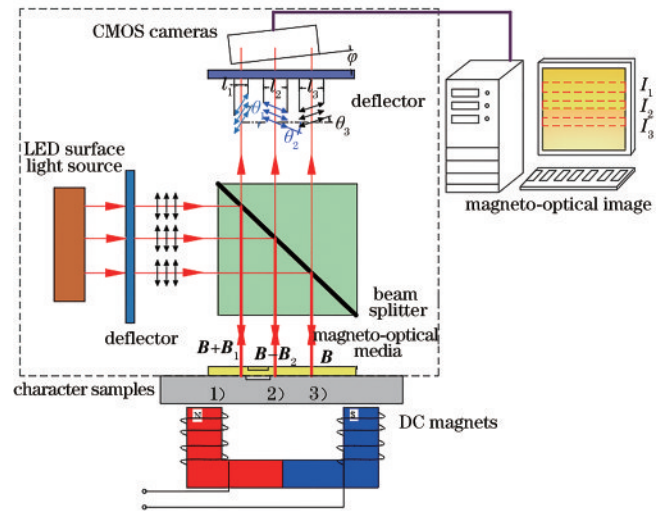 CMOS cameras
φ
l₁ l₂ l₃
deflector
θ₁
θ₂
θ₃
I₁
I₂
I₃
LED surface
light source
magneto-optical image
beam
splitter
deflector
magneto-optical
media
B+B₁ B−B₂ B
character samples
1) 2) 3)
N S
DC magnets